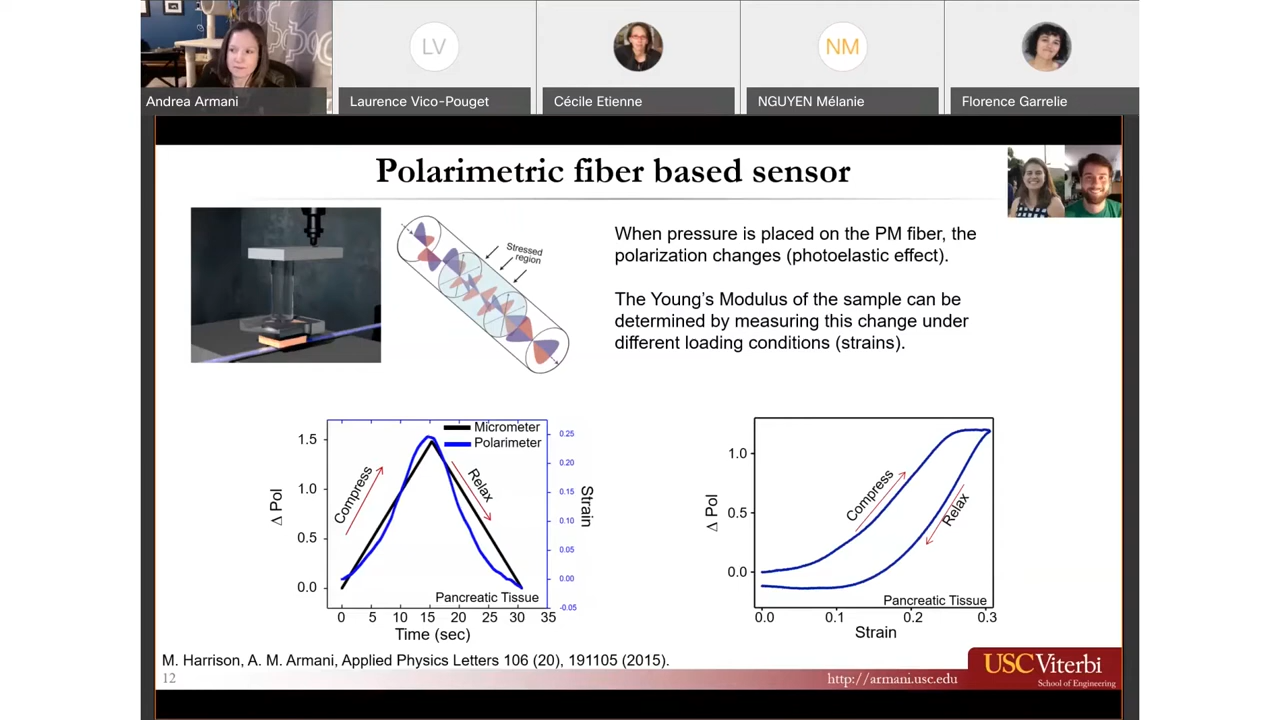 LV
NM
Andrea Armani
Laurence Vico-Pouget
Cécile Etienne
NGUYEN Mélanie
Florence Garrelie
Polarimetric fiber based sensor
Stressed
region
When pressure is placed on the PM fiber, the
polarization changes (photoelastic effect).
The Young's Modulus of the sample can be
determined by measuring this change under
different loading conditions (strains).
Micrometer
Polarimeter
Compress
Relax
Pancreatic Tissue
Δ Pol
1.5
1.0
0.5
0.0
0.25
0.20
0.15
0.10
0.05
0.00
-0.05
Strain
0 5 10 15 20 25 30 35
Time (sec)
Δ Pol
1.0
0.5
0.0
Compress
Relax
Pancreatic Tissue
0.0 0.1 0.2 0.3
Strain
M. Harrison, A. M. Armani, Applied Physics Letters 106 (20), 191105 (2015).
12
http://armani.usc.edu
USC Viterbi
School of Engineering